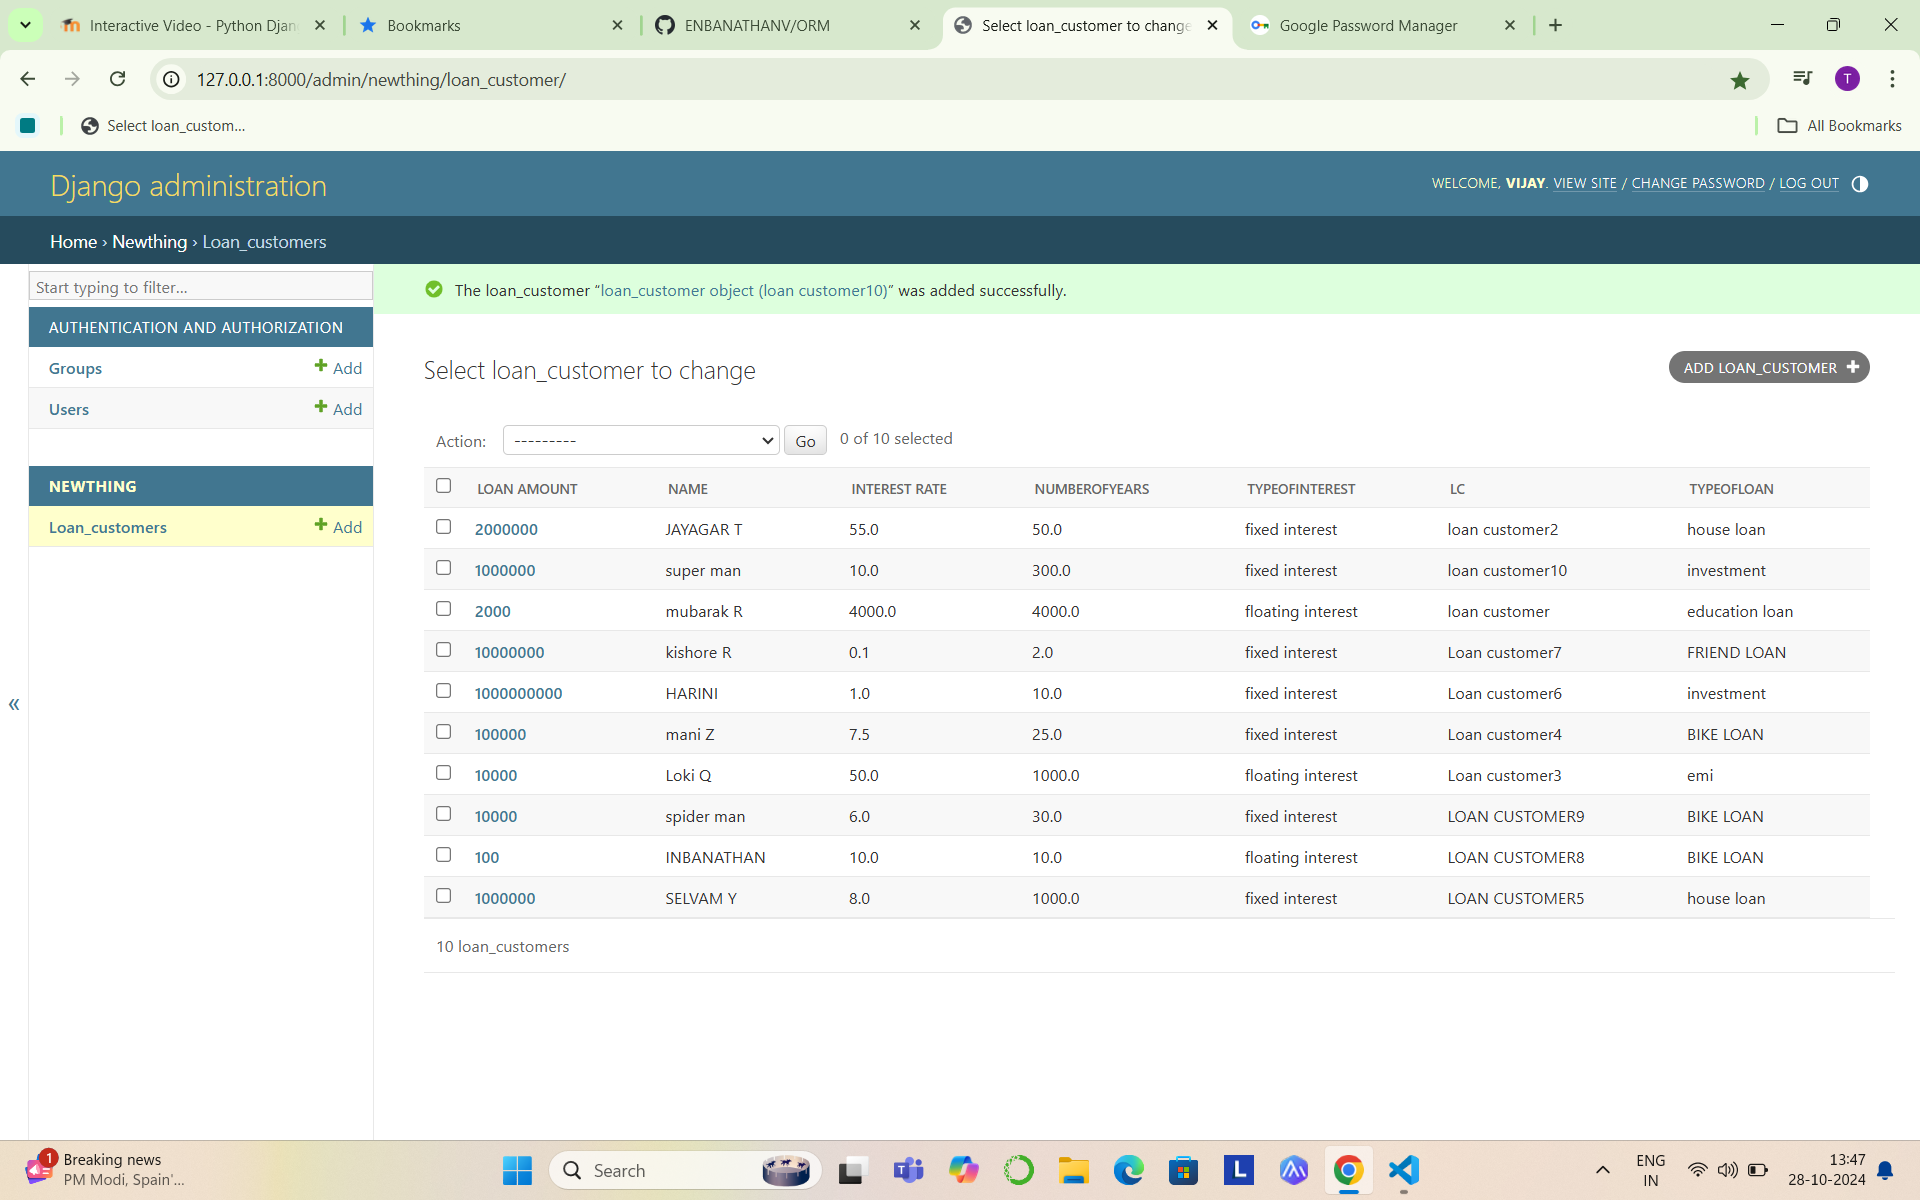 Interactive Video - Python Djan
Bookmarks
ENBANATHANV/ORM
Select loan_customer to change
Google Password Manager
127.0.0.1:8000/admin/newthing/loan_customer/
T
Select loan_custom...
All Bookmarks
Django administration
WELCOME, VIJAY. VIEW SITE / CHANGE PASSWORD / LOG OUT
Home › Newthing › Loan_customers
Start typing to filter...
The loan_customer “loan_customer object (loan customer10)” was added successfully.
AUTHENTICATION AND AUTHORIZATION
Groups Add
Users Add
NEWTHING
Loan_customers Add
Select loan_customer to change
ADD LOAN_CUSTOMER
Action: --------- Go 0 of 10 selected
LOAN AMOUNT NAME INTEREST RATE NUMBEROFYEARS TYPEOFINTEREST LC TYPEOFLOAN
2000000 JAYAGAR T 55.0 50.0 fixed interest loan customer2 house loan
1000000 super man 10.0 300.0 fixed interest loan customer10 investment
2000 mubarak R 4000.0 4000.0 floating interest loan customer education loan
10000000 kishore R 0.1 2.0 fixed interest Loan customer7 FRIEND LOAN
1000000000 HARINI 1.0 10.0 fixed interest Loan customer6 investment
100000 mani Z 7.5 25.0 fixed interest Loan customer4 BIKE LOAN
10000 Loki Q 50.0 1000.0 floating interest Loan customer3 emi
10000 spider man 6.0 30.0 fixed interest LOAN CUSTOMER9 BIKE LOAN
100 INBANATHAN 10.0 10.0 floating interest LOAN CUSTOMER8 BIKE LOAN
1000000 SELVAM Y 8.0 1000.0 fixed interest LOAN CUSTOMER5 house loan
10 loan_customers
«
1
Breaking news
PM Modi, Spain'...
Search
L
ENG
IN
13:47
28-10-2024